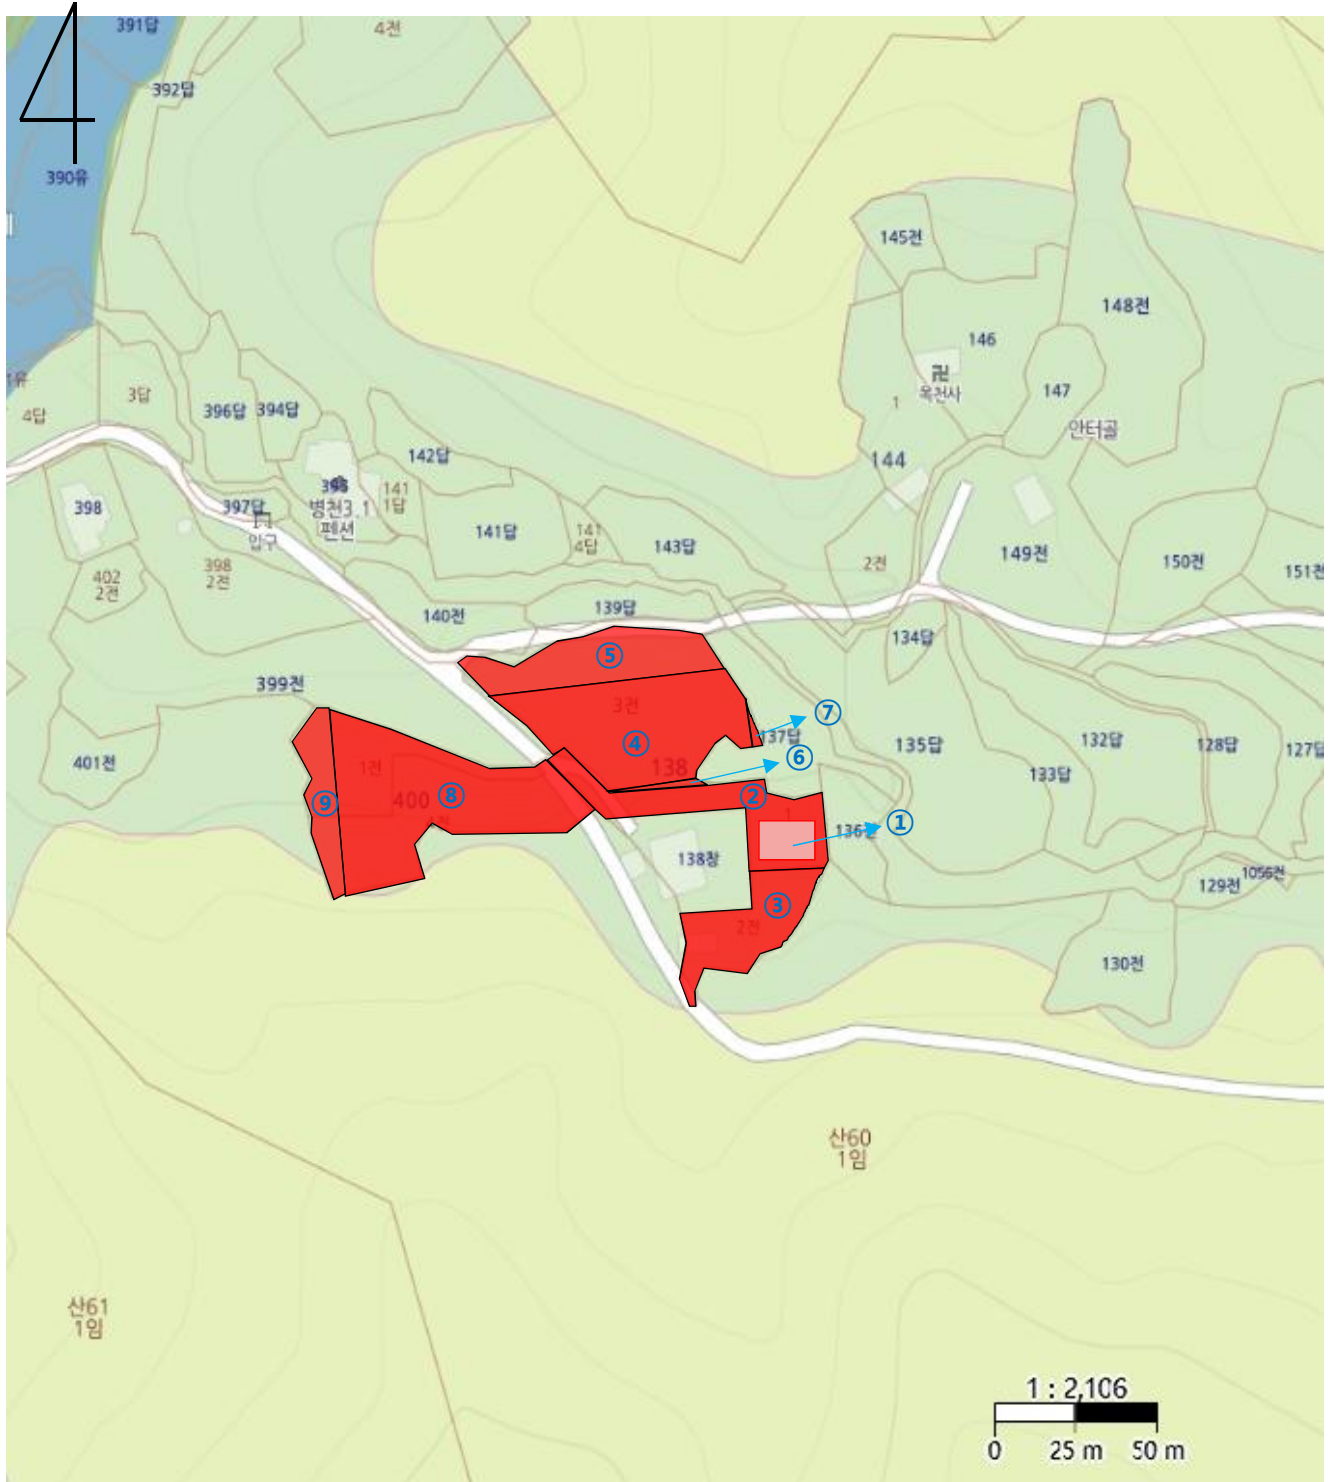 391답
4전
392답
390유
145전
148전
146
옥천사
147
1
안터골
3답
4답
396답
394답
142답
144
398
397답
병천3.1
펜션
입구
141
1답
141답
141
4답
143답
2전
149전
150전
151전
402
2전
398
2전
140전
139답
134답
⑤
399전
3전
⑦
137답
④
⑥
138
135답
132답
128답
127답
401전
1전
133답
⑨
400
⑧
②
1
①
136전
138장
③
2전
129전
1056전
130전
산60
1임
산61
1임
1 : 2,106
0 25 m 50 m